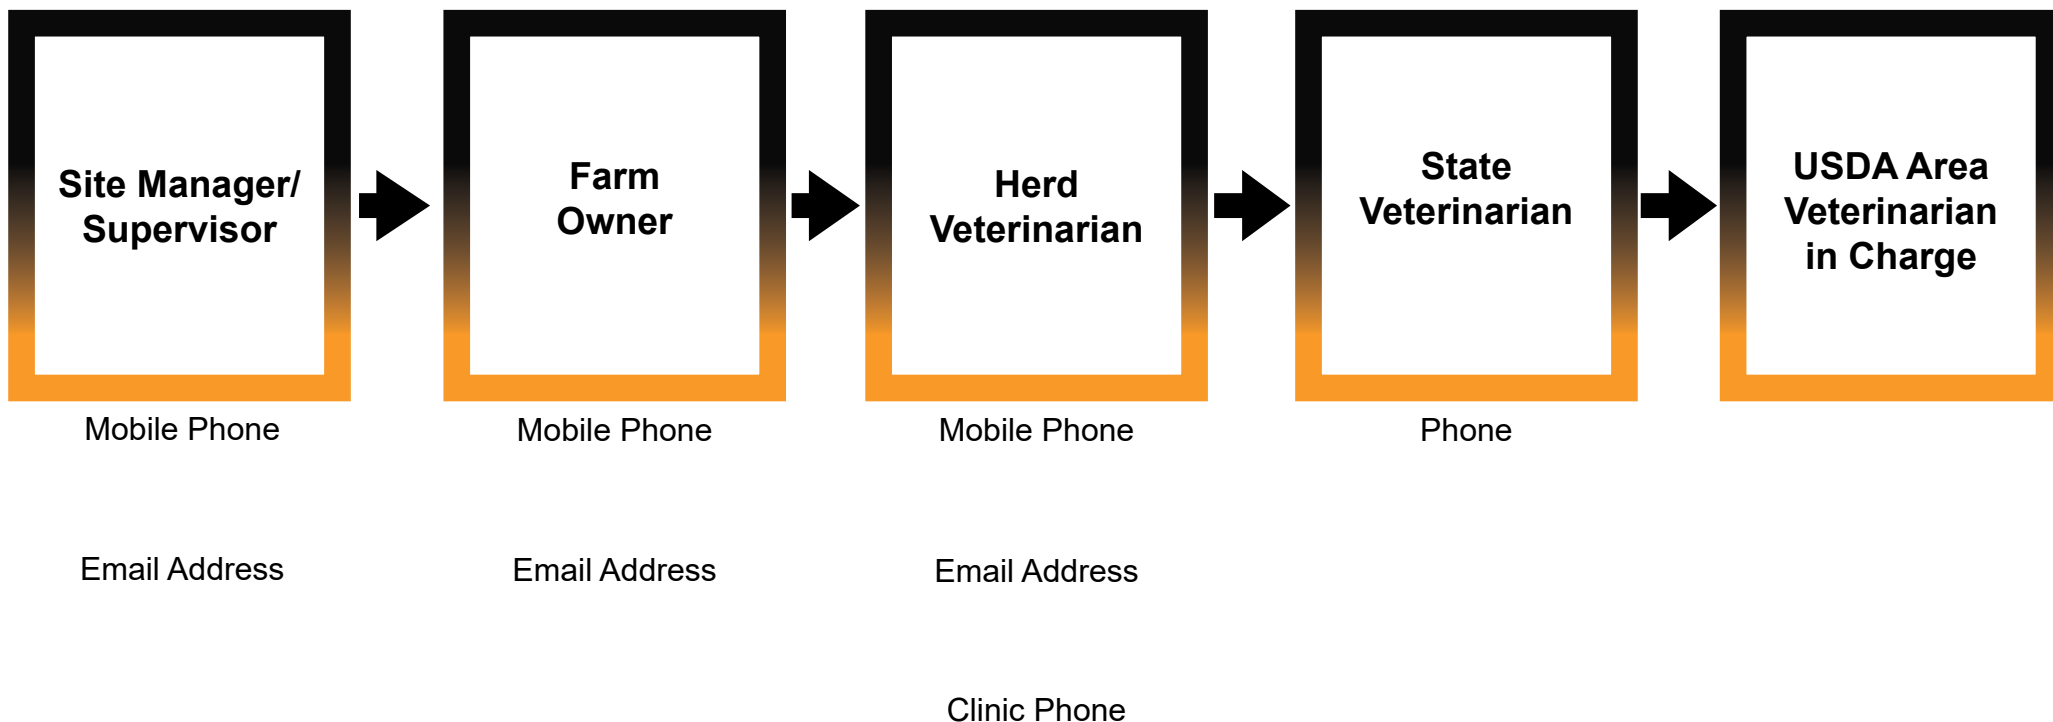 Site Manager/
Supervisor
Farm
Owner
Herd
Veterinarian
State
Veterinarian
USDA Area
Veterinarian
in Charge
Mobile Phone
Mobile Phone
Mobile Phone
Phone
Email Address
Email Address
Email Address
Clinic Phone